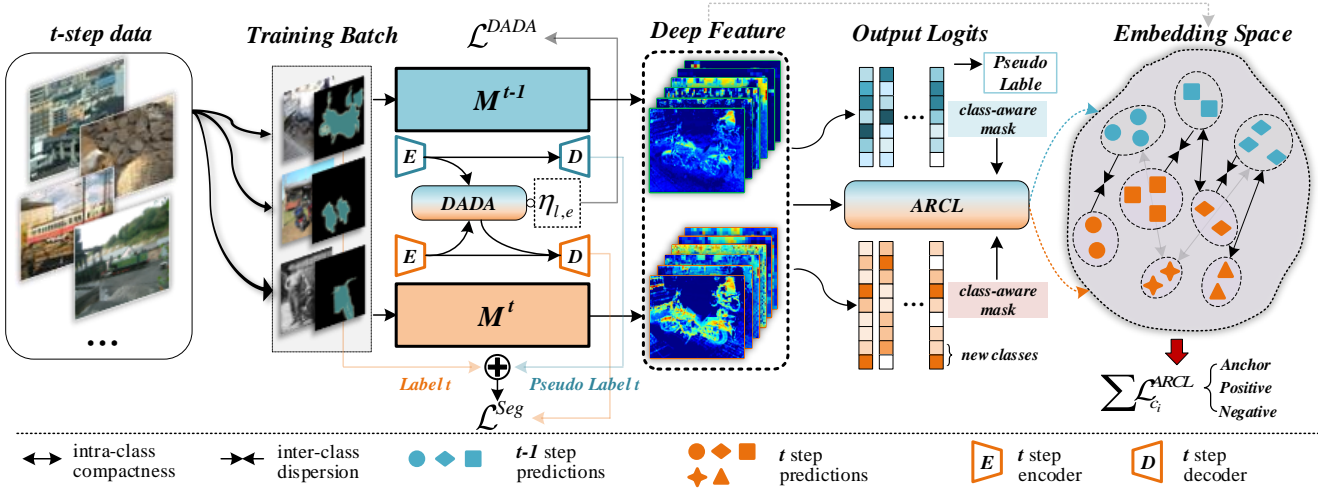 t-step data
Training Batch
𝓛^DADA
Deep Feature
Output Logits
Embedding Space
M^t-1
Pseudo
Lable
class-aware
mask
...
E
D
DADA
η_l,e
ARCL
E
D
M^t
...
class-aware
mask
new classes
...
Label t
Pseudo Label t
𝓛^Seg
∑ 𝓛_c_i^ARCL
Anchor
Positive
Negative
intra-class
compactness
inter-class
dispersion
t-1 step
predictions
t step
predictions
E
t step
encoder
D
t step
decoder